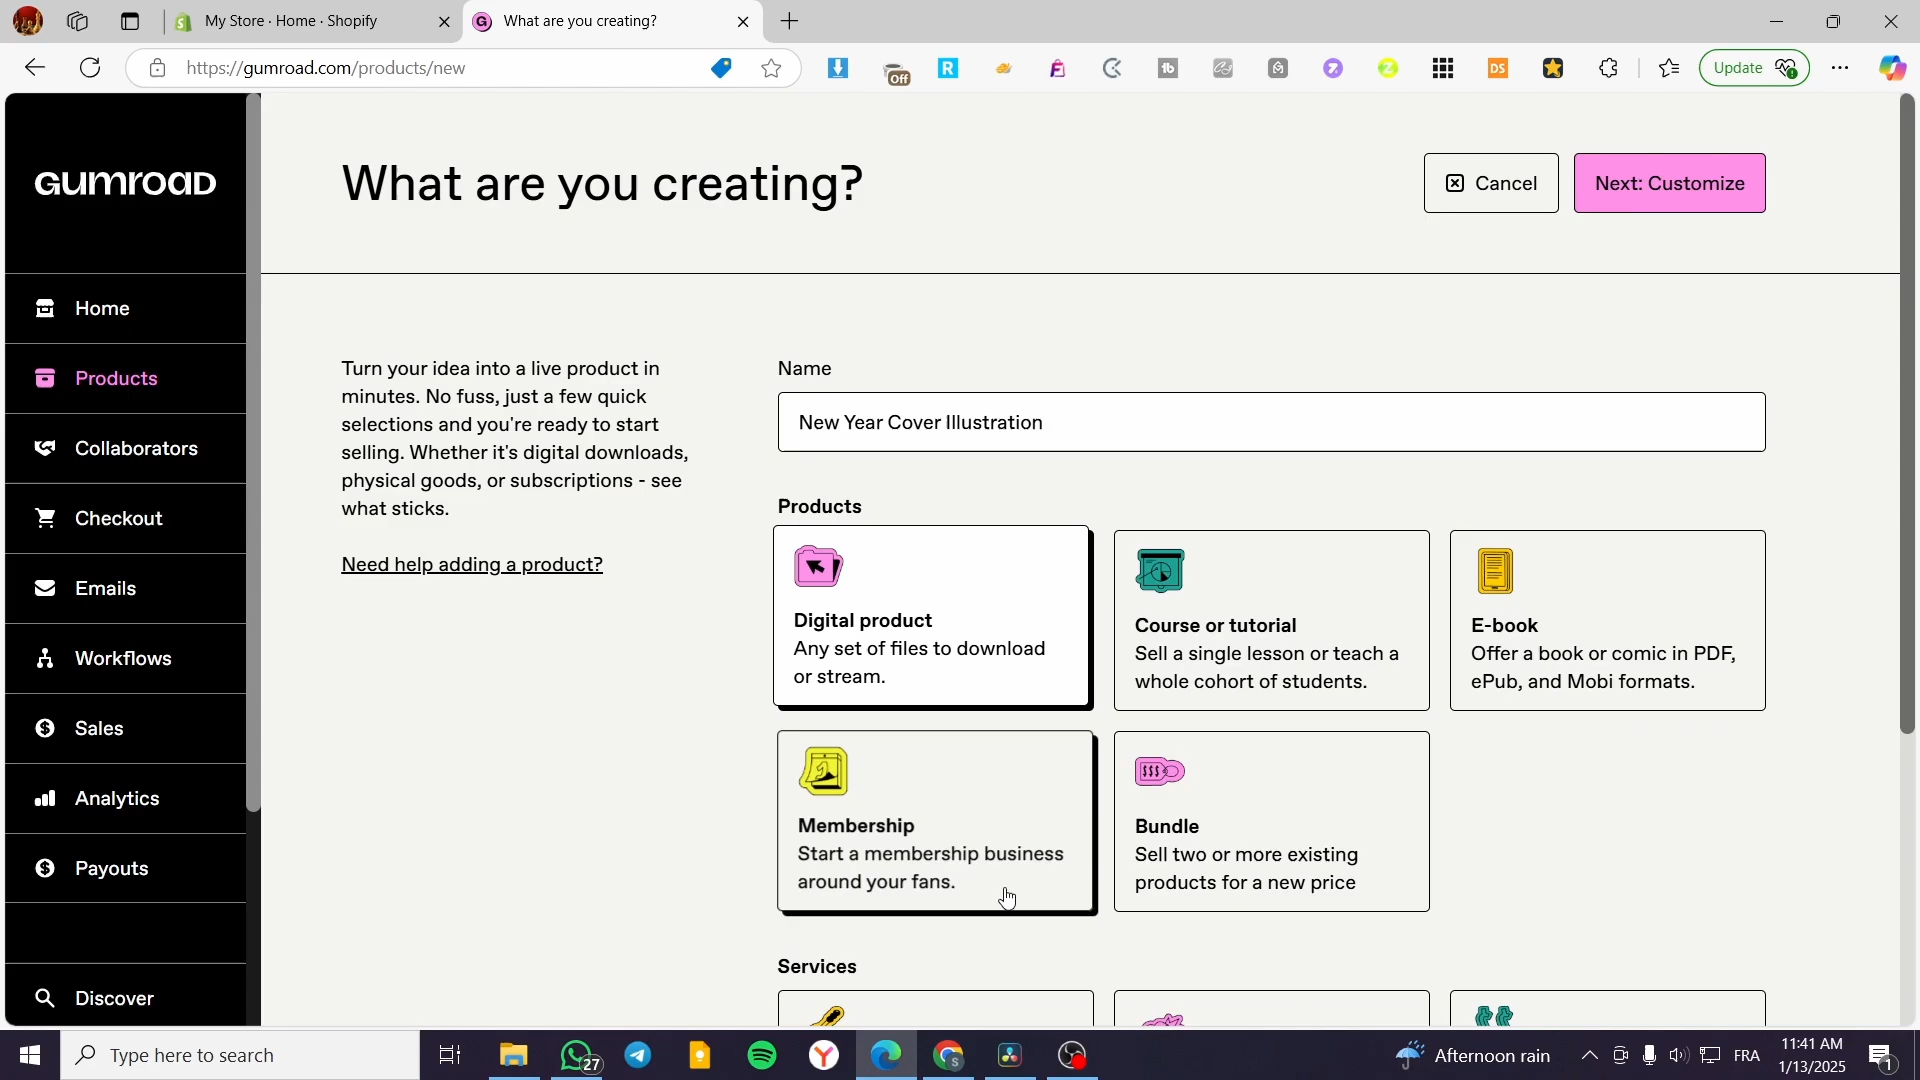 My Store · Home · Shopify
What are you creating?
https://gumroad.com/products/new
Off
R
1b
DS
Update
GUMROAD
What are you creating?
Cancel
Next: Customize
Home
Products
Collaborators
Checkout
Emails
Workflows
Sales
Analytics
Payouts
Discover
Turn your idea into a live product in
minutes. No fuss, just a few quick
selections and you're ready to start
selling. Whether it's digital downloads,
physical goods, or subscriptions - see
what sticks.
Need help adding a product?
Name
New Year Cover Illustration
Products
Digital product
Any set of files to download
or stream.
Course or tutorial
Sell a single lesson or teach a
whole cohort of students.
E-book
Offer a book or comic in PDF,
ePub, and Mobi formats.
Membership
Start a membership business
around your fans.
$$$
Bundle
Sell two or more existing
products for a new price
Services
Type here to search
27
Afternoon rain
FRA
11:41 AM
1/13/2025
1